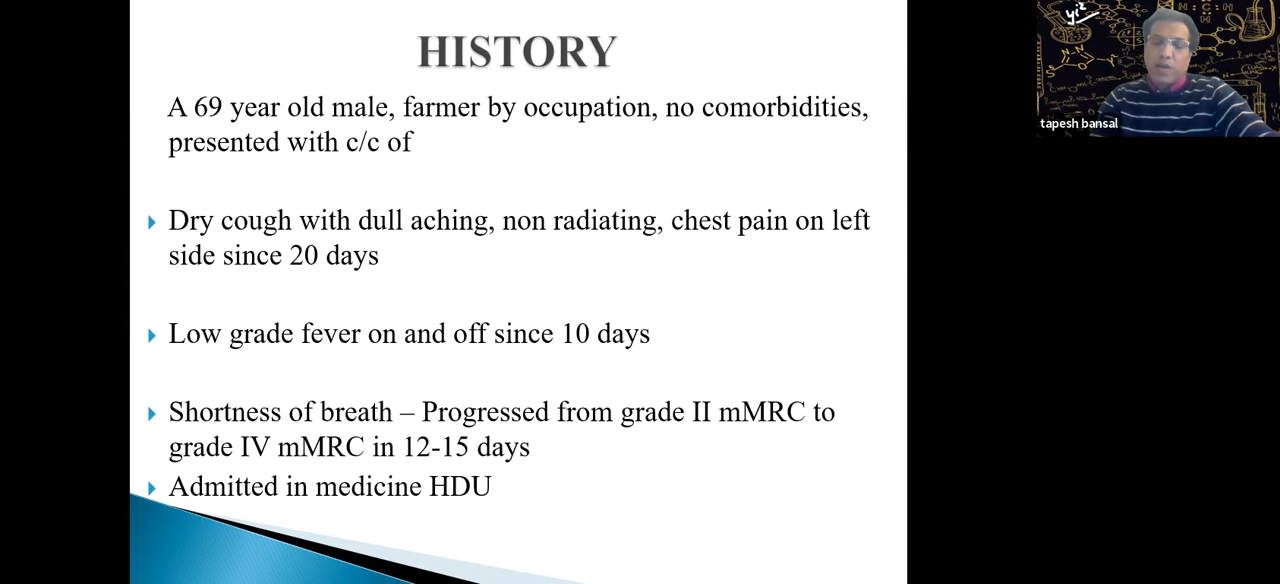 HISTORY
A 69 year old male, farmer by occupation, no comorbidities,
presented with c/c of
Dry cough with dull aching, non radiating, chest pain on left
side since 20 days
Low grade fever on and off since 10 days
Shortness of breath – Progressed from grade II mMRC to
grade IV mMRC in 12-15 days
Admitted in medicine HDU
tapesh bansal